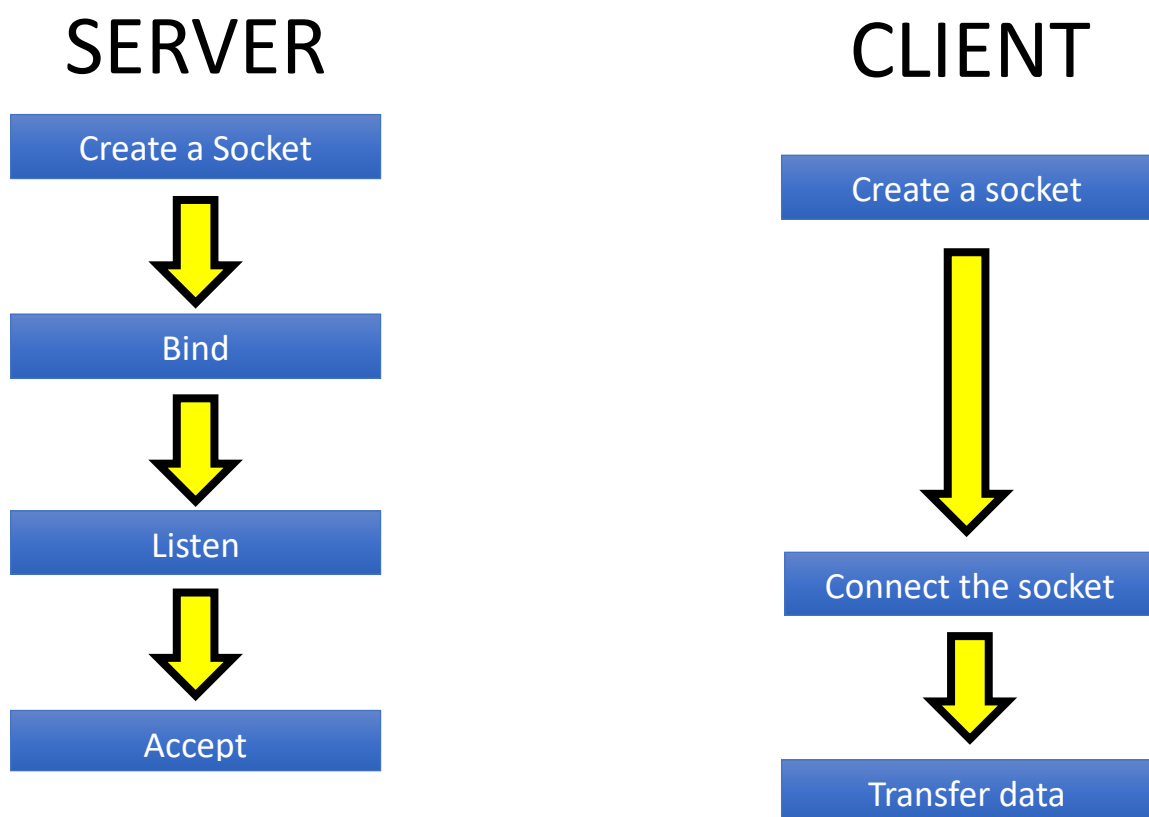 SERVER
Create a Socket
Bind
Listen
Accept
CLIENT
Create a socket
Connect the socket
Transfer data